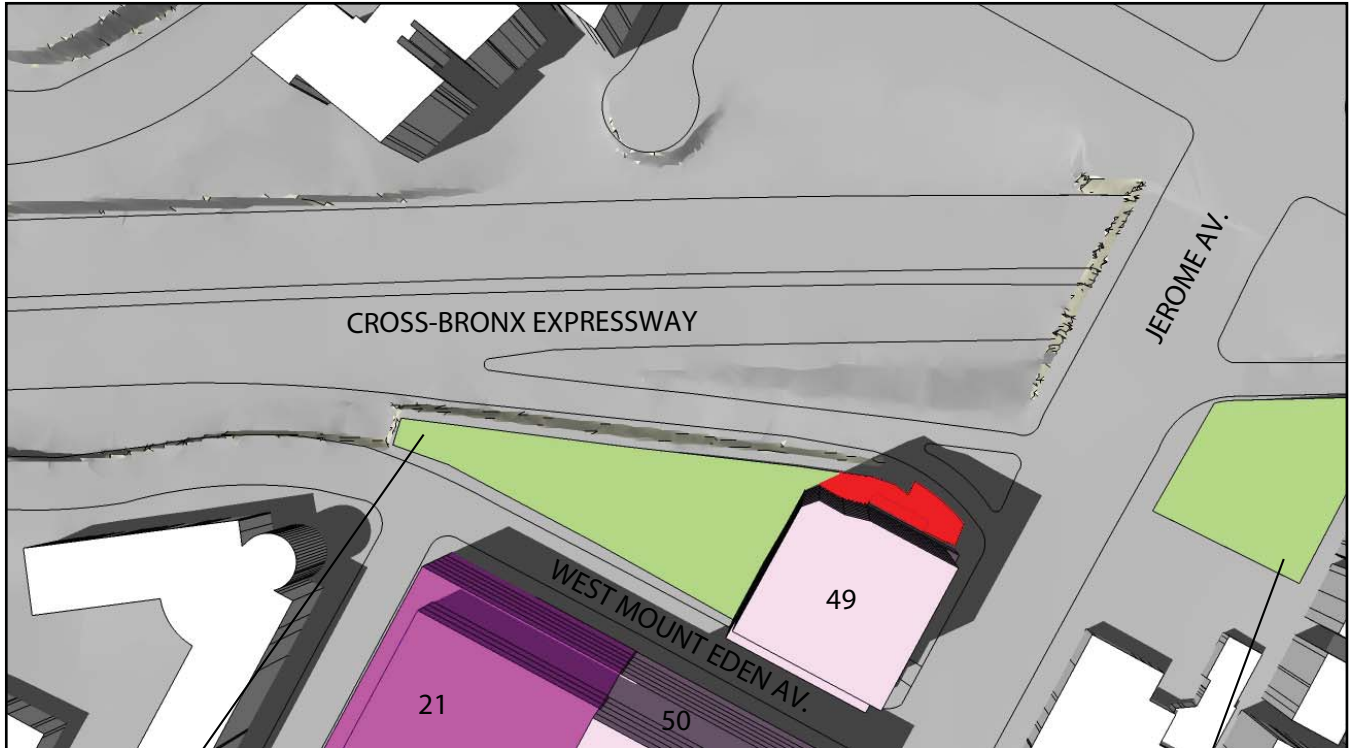 JEROME AV.
CROSS-BRONX EXPRESSWAY
WEST MOUNT EDEN AV.
49
21
50